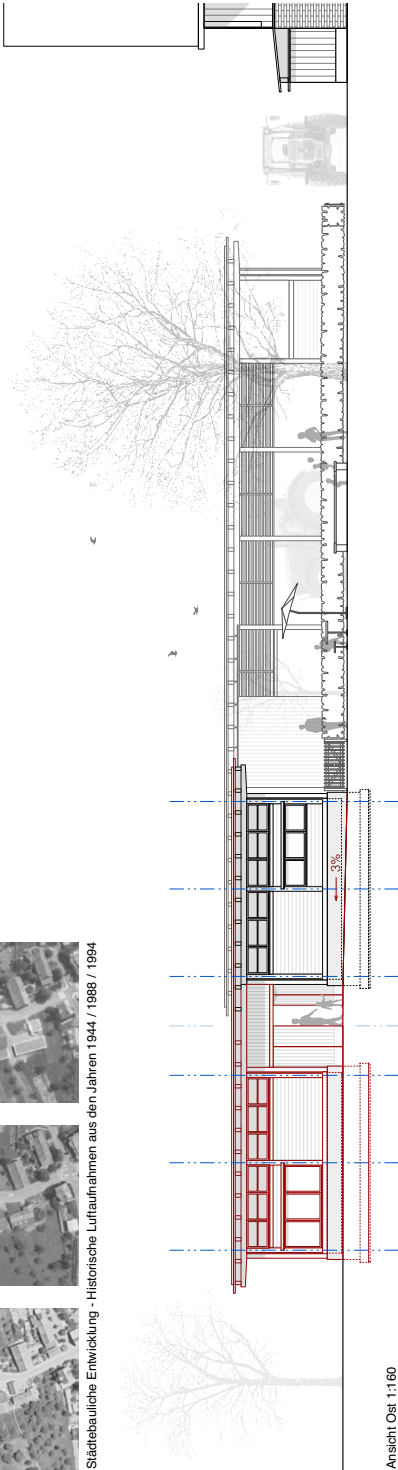 Städtebauliche Entwicklung - Historische Luftaufnahmen aus den Jahren 1944 / 1988 / 1994
3%
Ansicht Ost 1:160